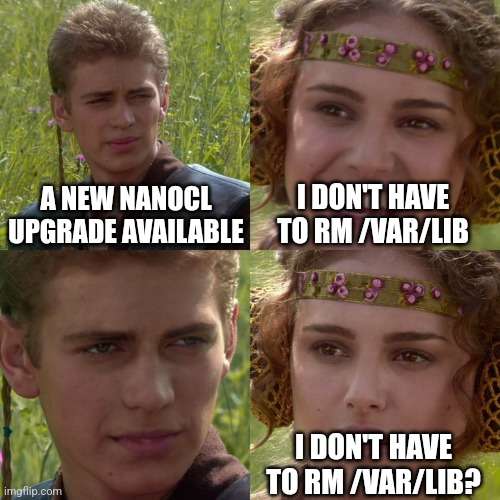 A NEW NANOCL
UPGRADE AVAILABLE
I DON'T HAVE
TO RM /VAR/LIB
I DON'T HAVE
TO RM /VAR/LIB?
imgflip.com